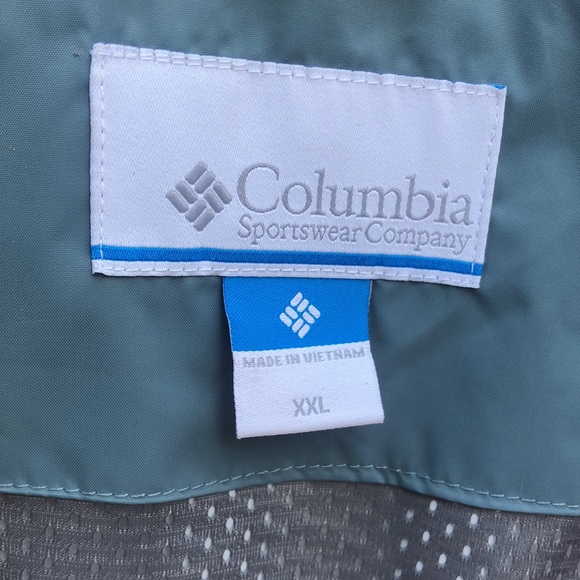 Columbia
Sportswear Company
MADE IN VIETNAM
XXL